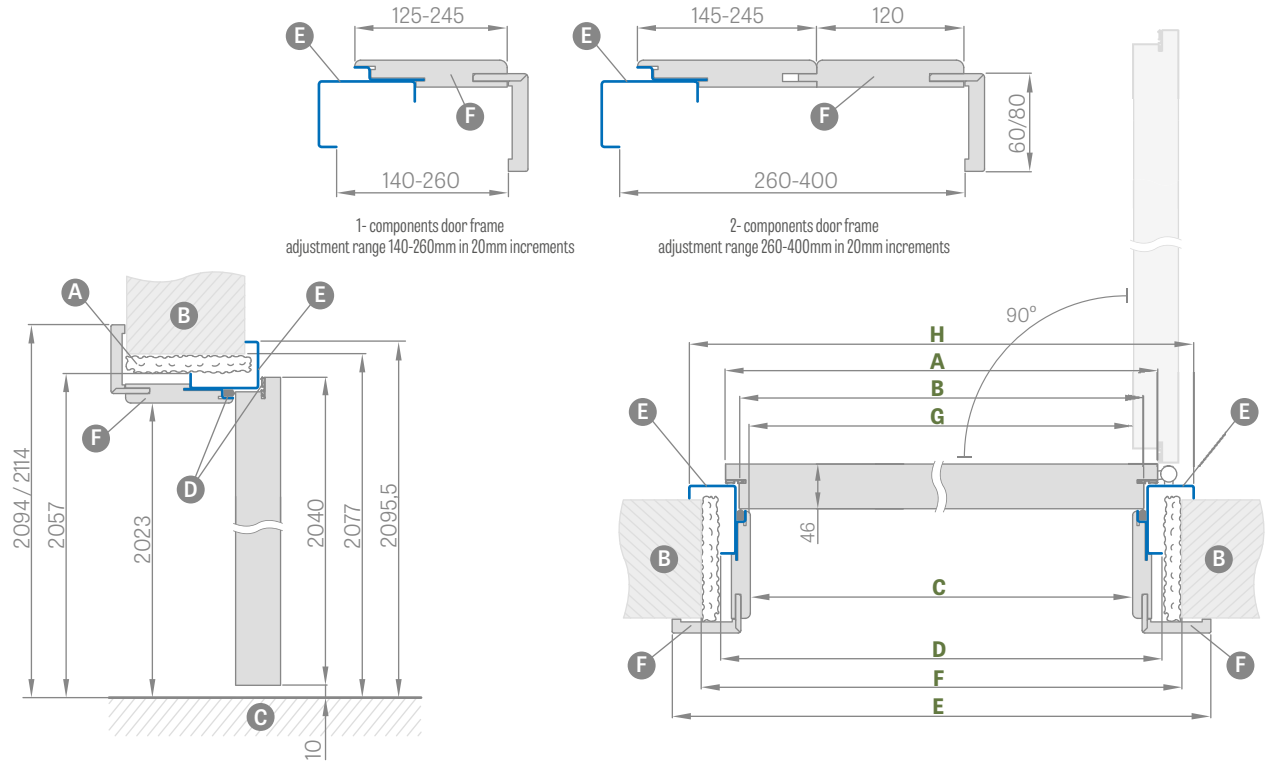 125-245
145-245
120
E
E
F
F
60/80
140-260
260-400
1- components door frame
adjustment range 140-260mm in 20mm increments
2- components door frame
adjustment range 260-400mm in 20mm increments
A
B
E
F
D
2094 / 2114
2057
2023
2040
2077
2095,5
C
10
90°
H
A
B
G
E
E
46
B
B
C
F
D
F
F
E